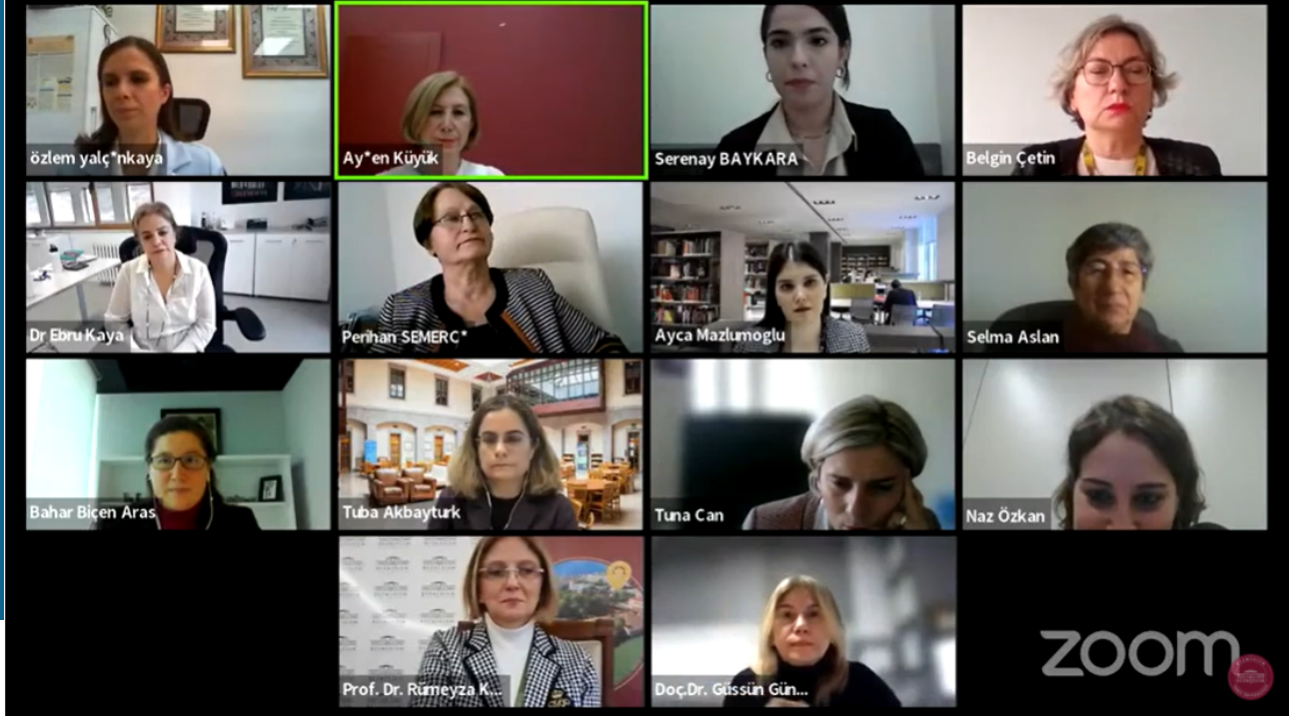 özlem yalç*nkaya
Ay*en Küyük
Serenay BAYKARA
Belgin Çetin
Dr Ebru Kaya
Perihan SEMERC*
Ayca Mazlumoglu
Selma Aslan
Bahar Biçen Aras
Tuba Akbayturk
Tuna Can
Naz Özkan
Prof. Dr. Rümeyza K...
Doç.Dr. Güssün Gün...
zoom